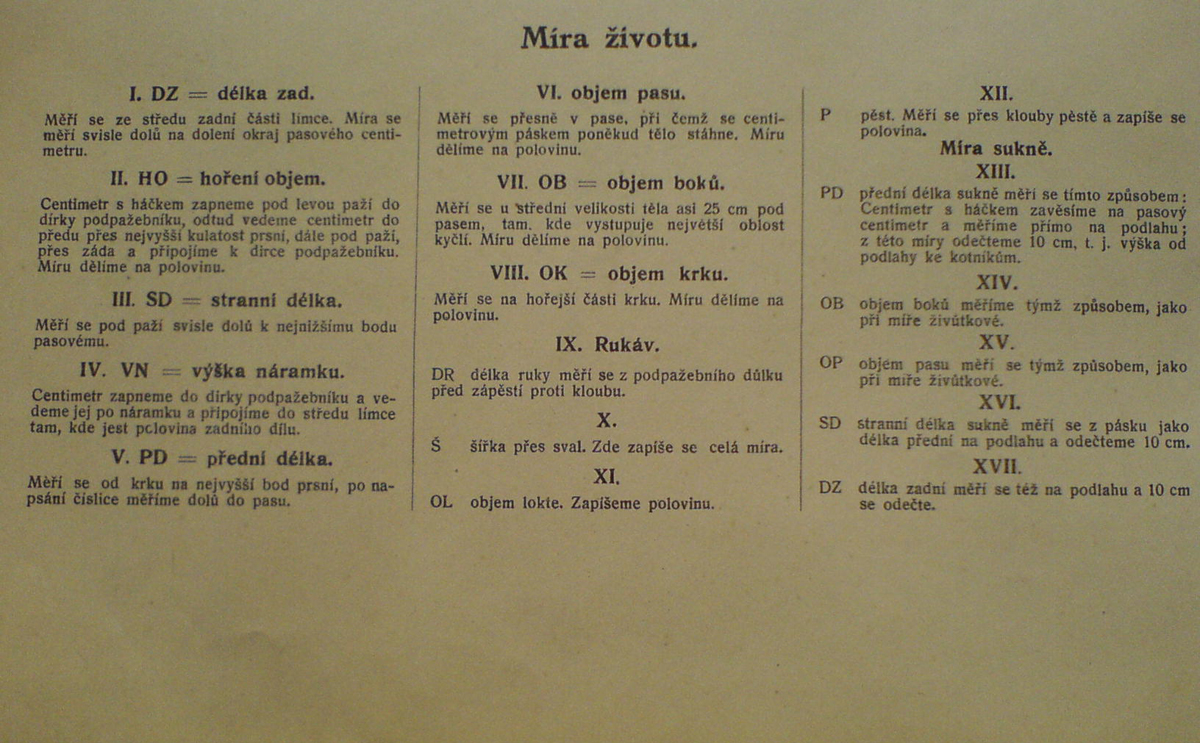 Míra životu.
I. DZ = délka zad.
Měří se ze středu zadní části límce. Míra se
měří svisle dolů na dolení okraj pasového centi-
metru.
II. HO = hoření objem.
Centimetr s háčkem zapneme pod levou paží do
dírky podpažebníku, odtud vedeme centimetr do
předu přes nejvyšší kulatost prsní, dále pod paží,
přes záda a připojíme k dírce podpažebníku.
Míru dělíme na polovinu.
III. SD = stranní délka.
Měří se pod paží svisle dolů k nejnižšímu bodu
pasovému.
IV. VN = výška náramku.
Centimetr zapneme do dírky podpažebníku a ve-
deme jej po náramku a připojíme do středu límce
tam, kde jest polovina zadního dílu.
V. PD = přední délka.
Měří se od krku na nejvyšší bod prsní, po na-
psání číslice měříme dolů do pasu.
VI. objem pasu.
Měří se přesně v pase, při čemž se centi-
metrovým páskem poněkud tělo stáhne. Míru
dělíme na polovinu.
VII. OB = objem boků.
Měří se u střední velikosti těla asi 25 cm pod
pasem, tam. kde vystupuje největší oblost
kyčlí. Míru dělíme na polovinu.
VIII. OK = objem krku.
Měří se na hořejší části krku. Míru dělíme na
polovinu.
IX. Rukáv.
DR délka ruky měří se z podpažebního důlku
před zápěstí proti kloubu.
X.
Š šířka přes sval. Zde zapíše se celá míra.
XI.
OL objem lokte. Zapíšeme polovinu.
XII.
P pěst. Měří se přes klouby pěstě a zapíše se
polovina.
Míra sukně.
XIII.
PD přední délka sukně měří se tímto způsobem:
Centimetr s háčkem zavěsíme na pasový
centimetr a měříme přímo na podlahu;
z této míry odečteme 10 cm, t. j. výška od
podlahy ke kotníkům.
XIV.
OB objem boků měříme týmž způsobem, jako
při míře živůtkové.
XV.
OP objem pasu měří se týmž způsobem, jako
při míře živůtkové.
XVI.
SD stranní délka sukně měří se z pásku jako
délka přední na podlahu a odečteme 10 cm.
XVII.
DZ délka zadní měří se též na podlahu a 10 cm
se odečte.